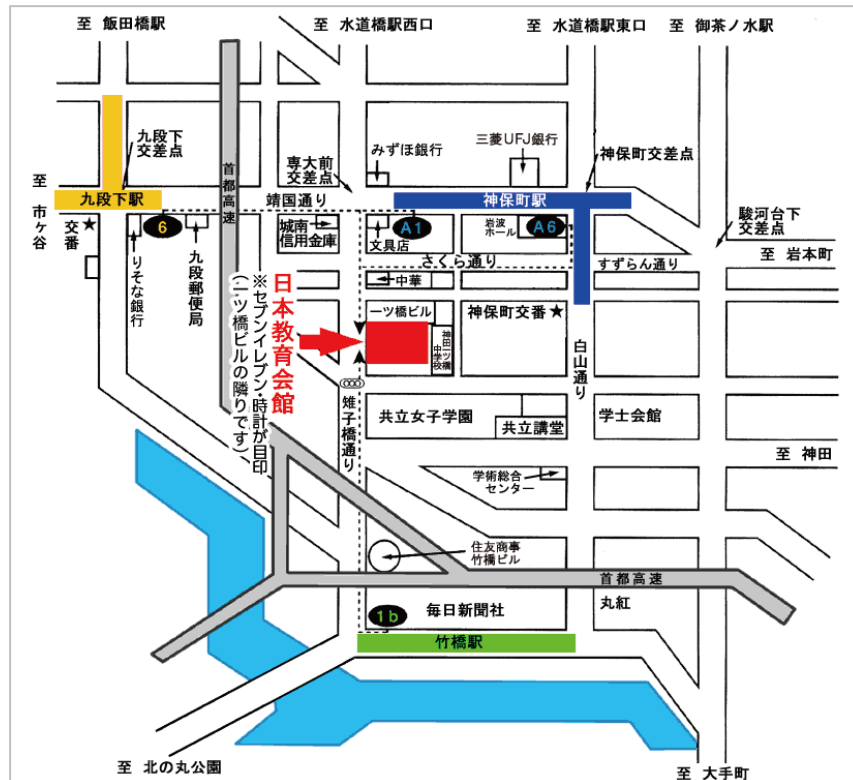 至 飯田橋駅
至 水道橋駅西口
至 水道橋駅東口
至 御茶ノ水駅
九段下
交差点
首都高速
専大前
交差点
みずほ銀行
三菱UFJ銀行
神保町交差点
至 市ヶ谷
九段下駅
靖国通り
神保町駅
駿河台下
交差点
交番★
6
りそな銀行
九段郵便局
城南
信用金庫
文具店
A1
岩波
ホール
A6
さくら通り
すずらん通り
至 岩本町
中華
日本教育会館
※セブンイレブン・時計が目印
(一ツ橋ビルの隣りです)
一ツ橋ビル
神田一ツ橋
中学校
神保町交番★
白山通り
雉子橋通り
共立女子学園
共立講堂
学士会館
至 神田
学術総合
センター
住友商事
竹橋ビル
首都高速
1b
毎日新聞社
丸紅
竹橋駅
至 北の丸公園
至 大手町